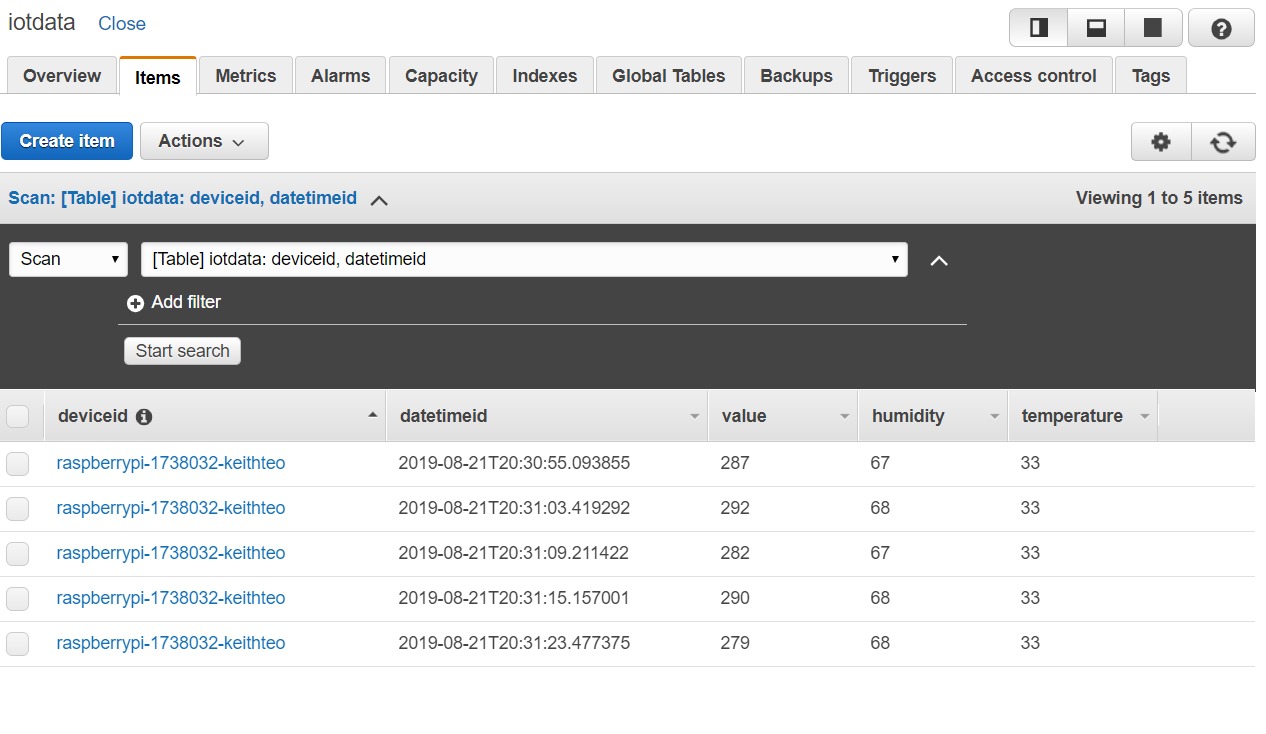 iotdata Close
Overview Items Metrics Alarms Capacity Indexes Global Tables Backups Triggers Access control Tags
Create item Actions
Scan: [Table] iotdata: deviceid, datetimeid Viewing 1 to 5 items
Scan [Table] iotdata: deviceid, datetimeid
Add filter
Start search
deviceid datetimeid value humidity temperature
raspberrypi-1738032-keithteo 2019-08-21T20:30:55.093855 287 67 33
raspberrypi-1738032-keithteo 2019-08-21T20:31:03.419292 292 68 33
raspberrypi-1738032-keithteo 2019-08-21T20:31:09.211422 282 67 33
raspberrypi-1738032-keithteo 2019-08-21T20:31:15.157001 290 68 33
raspberrypi-1738032-keithteo 2019-08-21T20:31:23.477375 279 68 33